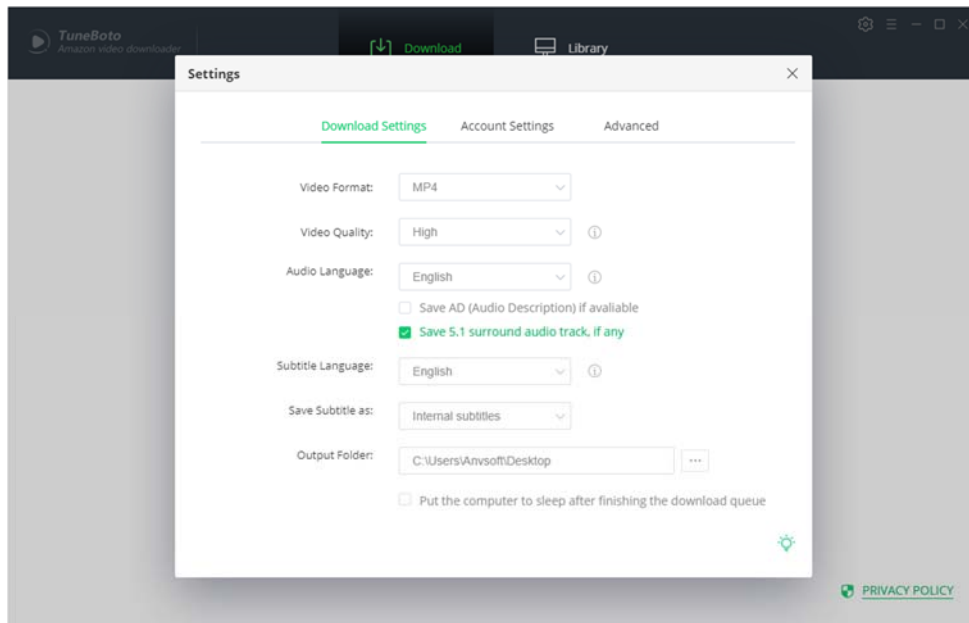 TuneBoto
Amazon video downloader
Download
Library
Settings
Download Settings
Account Settings
Advanced
Video Format:
MP4
Video Quality:
High
Audio Language:
English
Save AD (Audio Description) if avaliable
Save 5.1 surround audio track, if any
Subtitle Language:
English
Save Subtitle as:
Internal subtitles
Output Folder:
C:\Users\Anvsoft\Desktop
...
Put the computer to sleep after finishing the download queue
PRIVACY POLICY